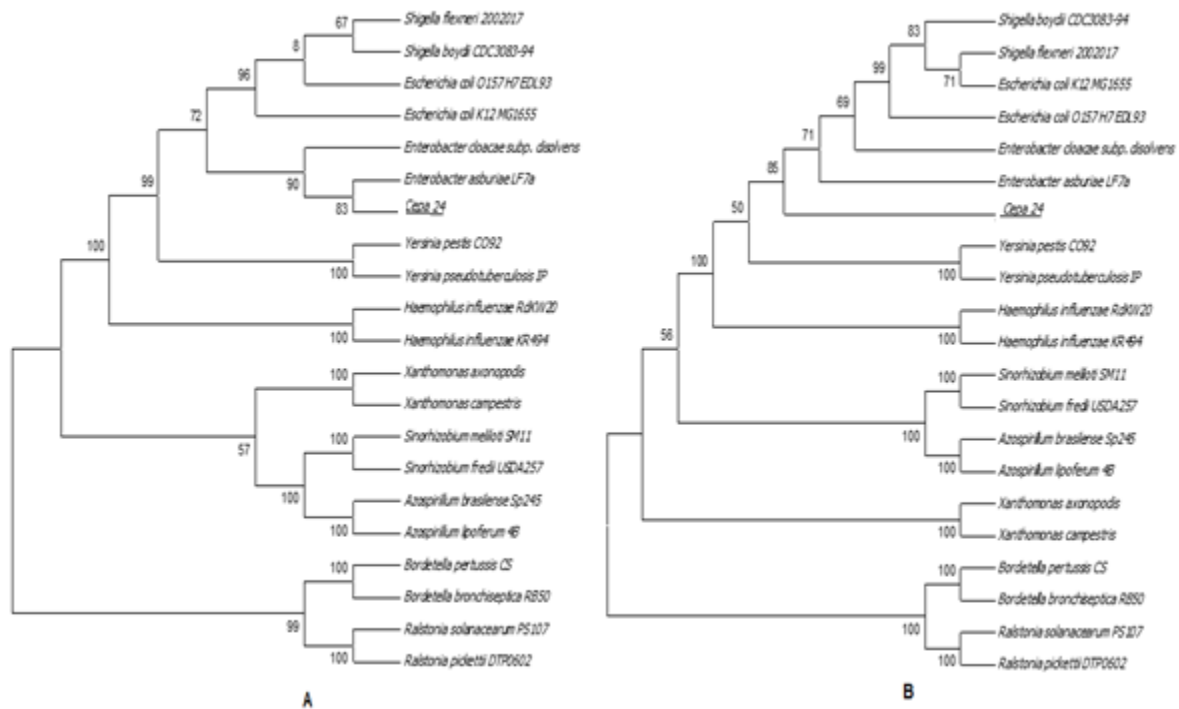 Shigella flexneri 2002017
Shigella boydii CDC3083-94
Escherichia coli O157 H7 EDL93
Escherichia coli K12 MG1655
Enterobacter cloacae subp. disolvens
Enterobacter asburiae LF7a
Cepa 24
Yersinia pestis CO92
Yersinia pseudotuberculosis IP
Haemophilus influenzae RdKW20
Haemophilus influenzae KR494
Xanthomonas axonopodis
Xanthomonas campestris
Sinorhizobium meliloti SM11
Sinorhizobium fredii USDA257
Azospirillum brasilense Sp245
Azospirillum lipoferum 4B
Bordetella pertussis CS
Bordetella bronchiseptica RB50
Ralstonia solanacearum PS107
Ralstonia pickettii DTP0602
67
8
96
72
90
83
99
100
100
100
100
57
100
100
100
100
99
100
A
Shigella boydii CDC3083-94
Shigella flexneri 2002017
Escherichia coli K12 MG1655
Escherichia coli O157 H7 EDL93
Enterobacter cloacae subp. disolvens
Enterobacter asburiae LF7a
Cepa 24
Yersinia pestis CO92
Yersinia pseudotuberculosis IP
Haemophilus influenzae RdKW20
Haemophilus influenzae KR494
Sinorhizobium meliloti SM11
Sinorhizobium fredii USDA257
Azospirillum brasilense Sp245
Azospirillum lipoferum 4B
Xanthomonas axonopodis
Xanthomonas campestris
Bordetella pertussis CS
Bordetella bronchiseptica RB50
Ralstonia solanacearum PS107
Ralstonia pickettii DTP0602
83
71
99
69
71
85
50
100
100
100
56
100
100
100
100
100
100
100
B